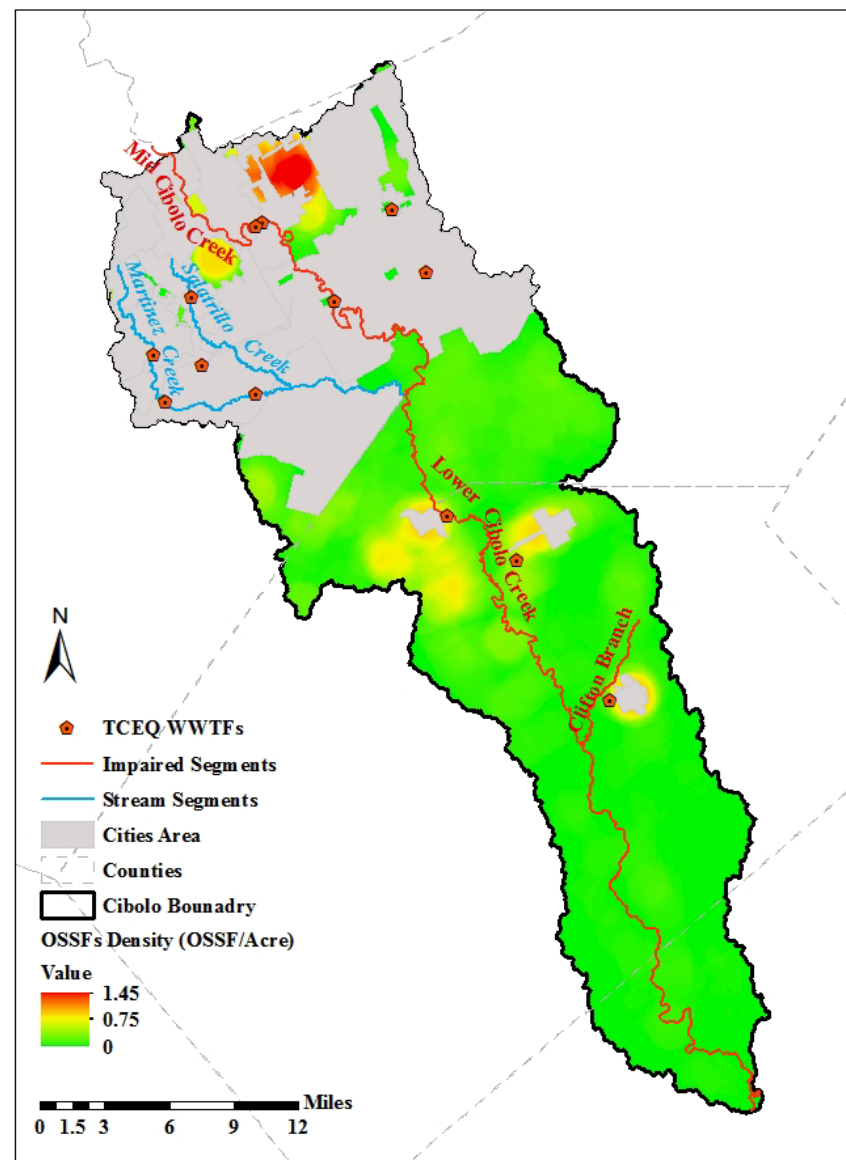 Mid Cibolo Creek
Salatrillo Creek
Martinez Creek
Lower Cibolo Creek
Clifton Branch
N
TCEQ WWTFs
Impaired Segments
Stream Segments
Cities Area
Counties
Cibolo Bounadry
OSSFs Density (OSSF/Acre)
Value
1.45
0.75
0
Miles
0 1.5 3 6 9 12